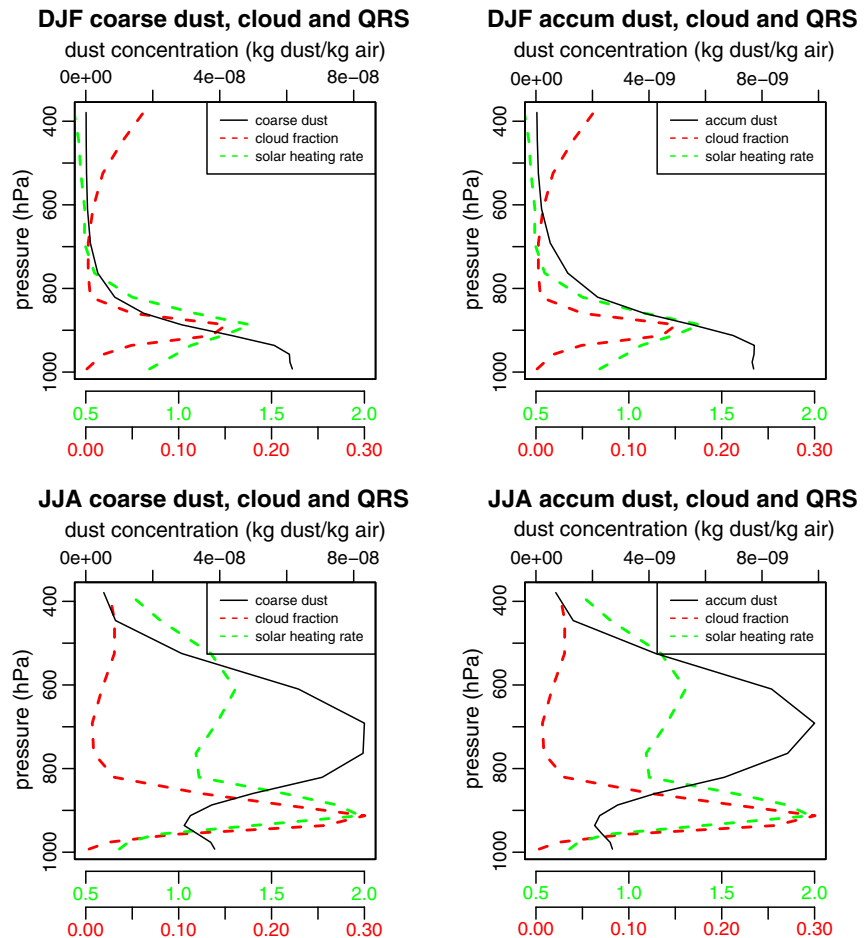 DJF coarse dust, cloud and QRS
dust concentration (kg dust/kg air)
0e+00 4e−08 8e−08
pressure (hPa)
400
600
800
1000
coarse dust
cloud fraction
solar heating rate
0.5 1.0 1.5 2.0
0.00 0.10 0.20 0.30
DJF accum dust, cloud and QRS
dust concentration (kg dust/kg air)
0e+00 4e−09 8e−09
pressure (hPa)
400
600
800
1000
accum dust
cloud fraction
solar heating rate
0.5 1.0 1.5 2.0
0.00 0.10 0.20 0.30
JJA coarse dust, cloud and QRS
dust concentration (kg dust/kg air)
0e+00 4e−08 8e−08
pressure (hPa)
400
600
800
1000
coarse dust
cloud fraction
solar heating rate
0.5 1.0 1.5 2.0
0.00 0.10 0.20 0.30
JJA accum dust, cloud and QRS
dust concentration (kg dust/kg air)
0e+00 4e−09 8e−09
pressure (hPa)
400
600
800
1000
accum dust
cloud fraction
solar heating rate
0.5 1.0 1.5 2.0
0.00 0.10 0.20 0.30